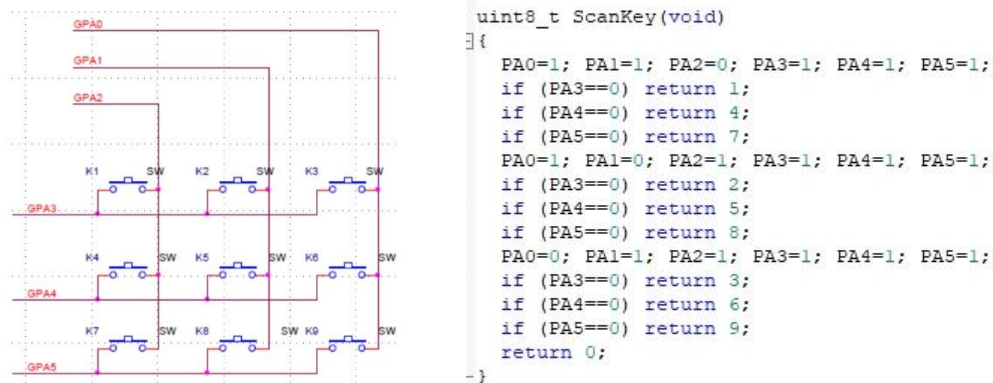 GPA0
GPA1
GPA2
K1 SW K2 SW K3 SW
GPA3
K4 SW K5 SW K6 SW
GPA4
K7 SW K8 SW K9 SW
GPA5
uint8_t ScanKey(void)
{
PA0=1; PA1=1; PA2=0; PA3=1; PA4=1; PA5=1;
if (PA3==0) return 1;
if (PA4==0) return 4;
if (PA5==0) return 7;
PA0=1; PA1=0; PA2=1; PA3=1; PA4=1; PA5=1;
if (PA3==0) return 2;
if (PA4==0) return 5;
if (PA5==0) return 8;
PA0=0; PA1=1; PA2=1; PA3=1; PA4=1; PA5=1;
if (PA3==0) return 3;
if (PA4==0) return 6;
if (PA5==0) return 9;
return 0;
}